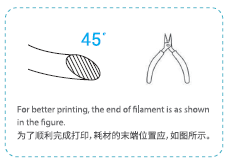 45°
For better printing, the end of filament is as shown
in the figure.
为了顺利完成打印，耗材的末端位置应，如图所示。